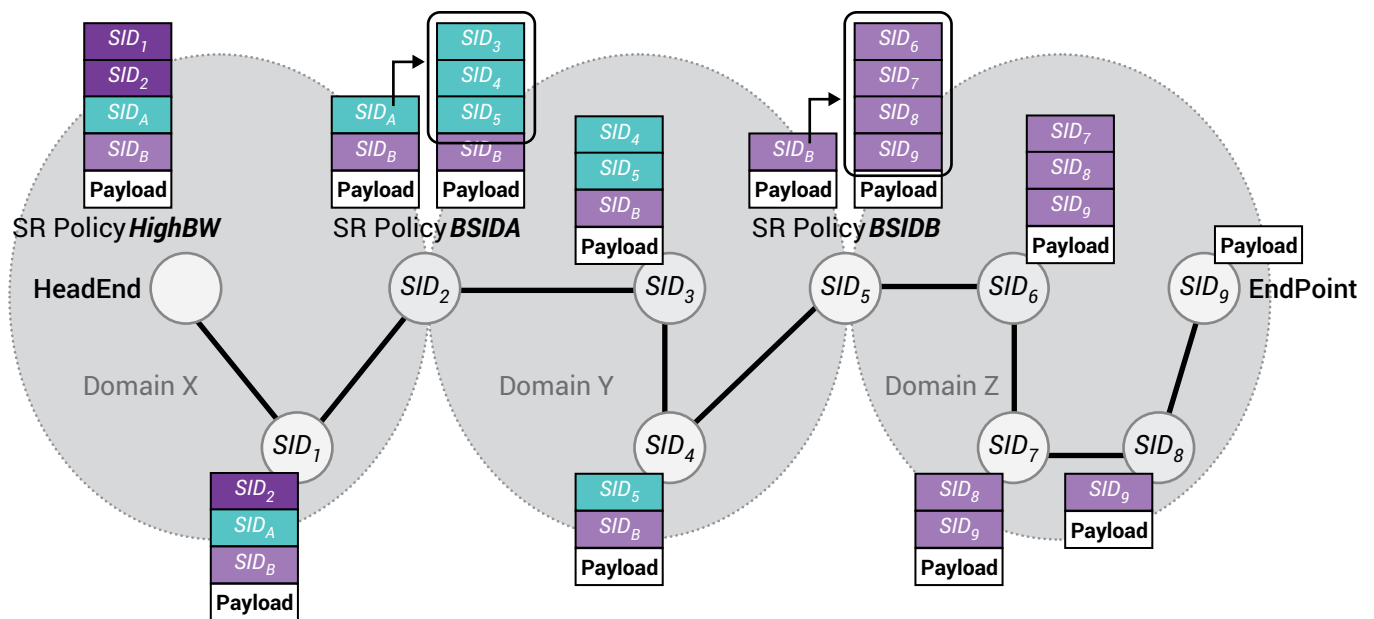 SID1
SID2
SIDA
SIDB
Payload
SR Policy HighBW
SIDA
SIDB
Payload
SID3
SID4
SID5
SIDB
Payload
SR Policy BSIDA
SID4
SID5
SIDB
Payload
SIDB
Payload
SID6
SID7
SID8
SID9
Payload
SR Policy BSIDB
SID7
SID8
SID9
Payload
Payload
HeadEnd
SID2
SID3
SID5
SID6
SID9
EndPoint
Domain X
Domain Y
Domain Z
SID1
SID4
SID7
SID8
SID2
SIDA
SIDB
Payload
SID5
SIDB
Payload
SID8
SID9
Payload
SID9
Payload